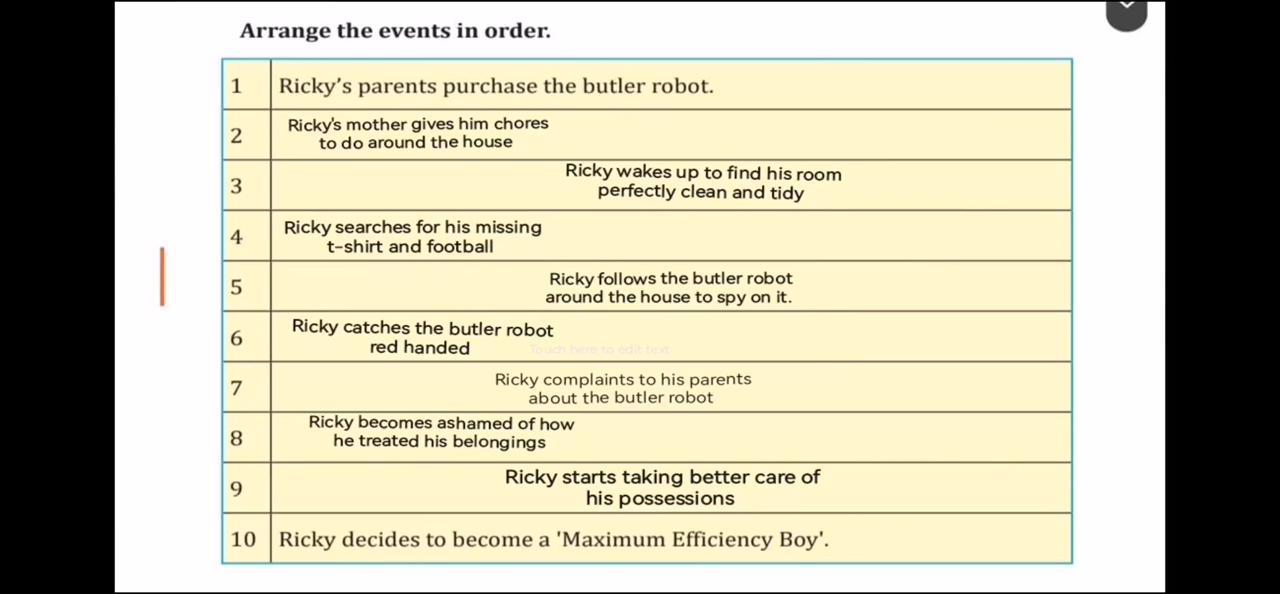 Arrange the events in order.
1 Ricky's parents purchase the butler robot.
2 Ricky's mother gives him chores
to do around the house
3 Ricky wakes up to find his room
perfectly clean and tidy
4 Ricky searches for his missing
t-shirt and football
5 Ricky follows the butler robot
around the house to spy on it.
6 Ricky catches the butler robot
red handed
Touch here to edit text
7 Ricky complaints to his parents
about the butler robot
8 Ricky becomes ashamed of how
he treated his belongings
9 Ricky starts taking better care of
his possessions
10 Ricky decides to become a 'Maximum Efficiency Boy'.